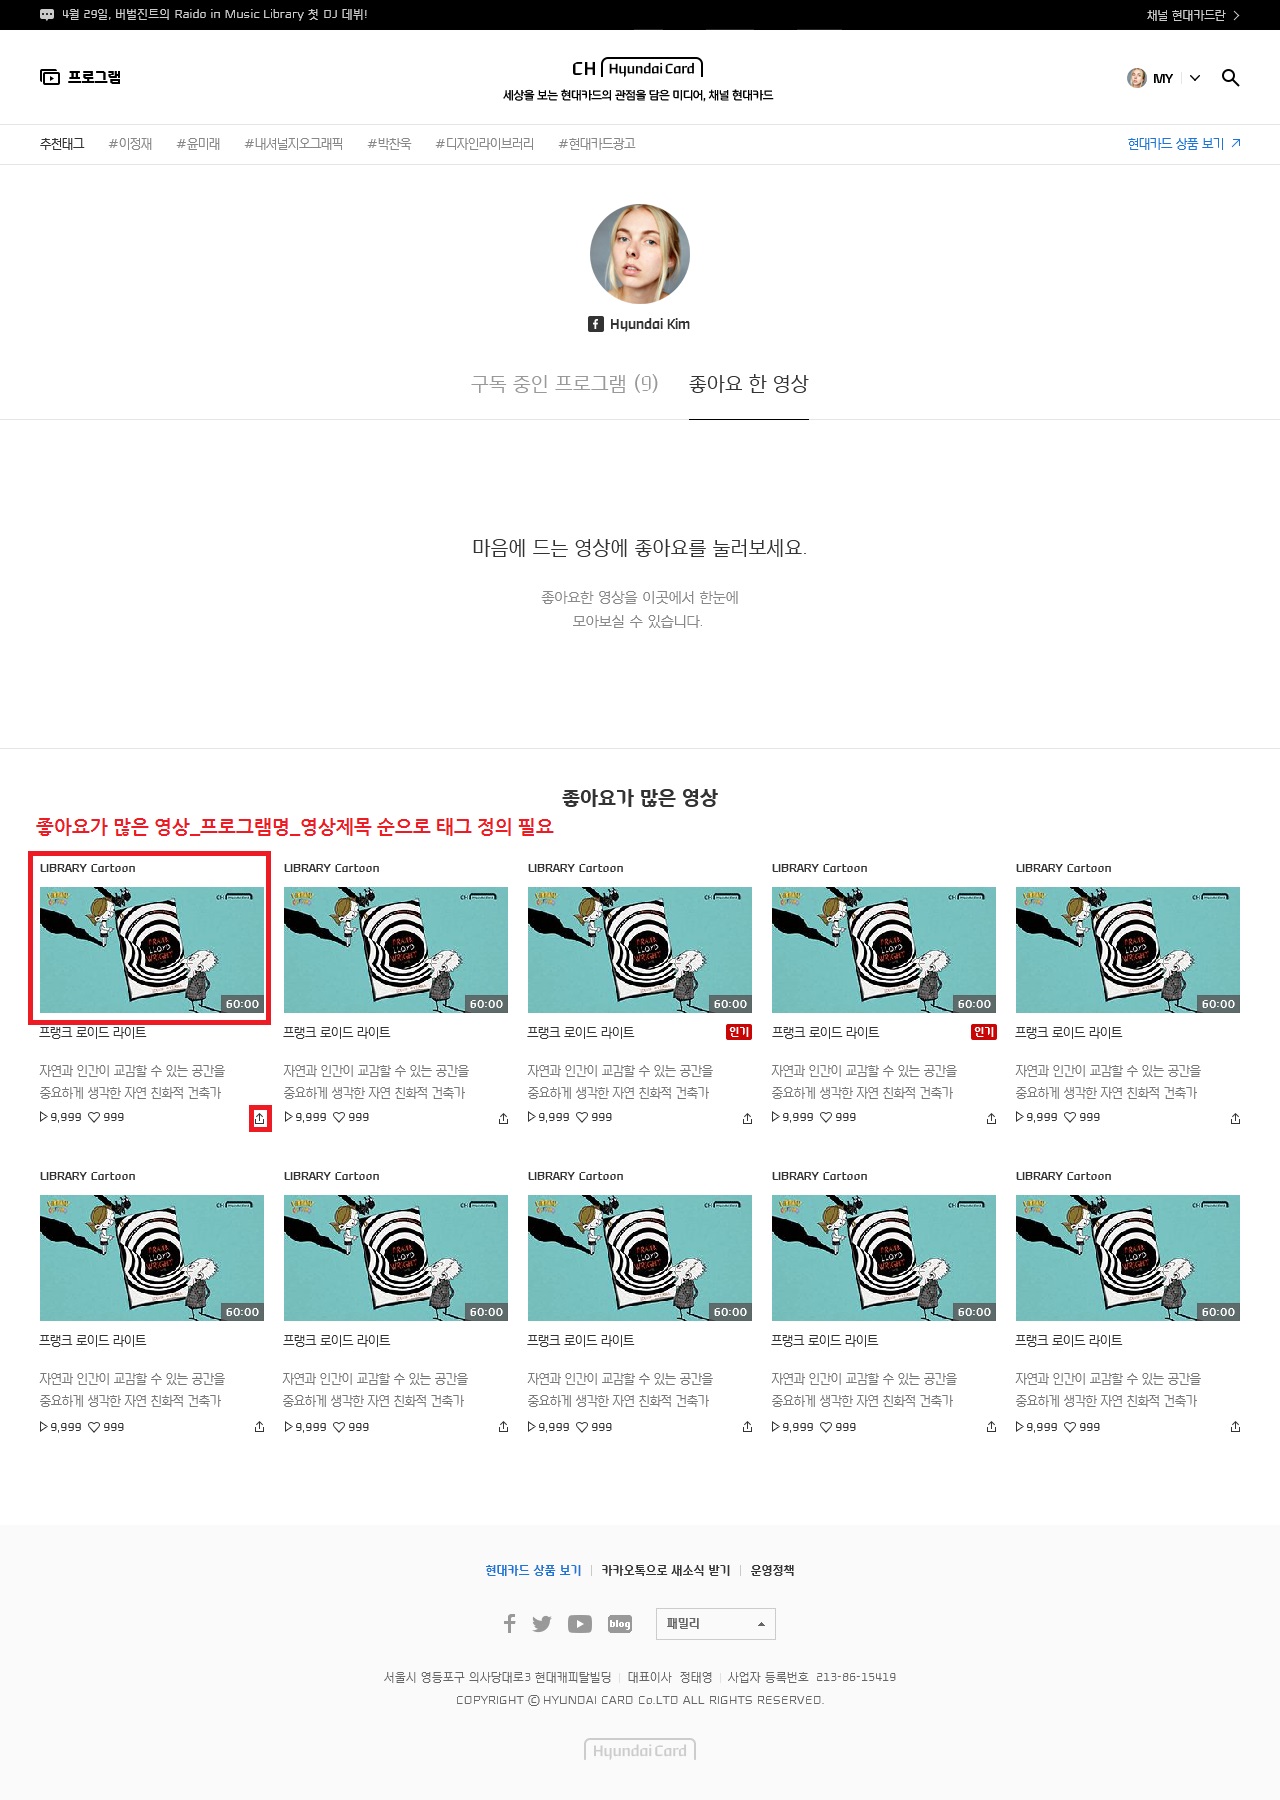 4월 29일, 버벌진트의 Raido in Music Library 첫 DJ 데뷔!
채널 현대카드란
프로그램
CH Hyundai Card
세상을 보는 현대카드의 관점을 담은 미디어, 채널 현대카드
MY
추천태그 #이정재 #윤미래 #내셔널지오그래픽 #박찬욱 #디자인라이브러리 #현대카드광고
현대카드 상품 보기
Hyundai Kim
구독 중인 프로그램 (9) 좋아요 한 영상
마음에 드는 영상에 좋아요를 눌러보세요.
좋아요한 영상을 이곳에서 한눈에
모아보실 수 있습니다.
좋아요가 많은 영상
좋아요가 많은 영상_프로그램명_영상제목 순으로 태그 정의 필요
LIBRARY Cartoon LIBRARY Cartoon LIBRARY Cartoon LIBRARY Cartoon LIBRARY Cartoon
FRANK FRANK FRANK FRANK FRANK
LLOYD LLOYD LLOYD LLOYD LLOYD
WRIGHT WRIGHT WRIGHT WRIGHT WRIGHT
60:00 60:00 60:00 60:00 60:00
프랭크 로이드 라이트 프랭크 로이드 라이트 프랭크 로이드 라이트 인기 프랭크 로이드 라이트 인기 프랭크 로이드 라이트
자연과 인간이 교감할 수 있는 공간을 자연과 인간이 교감할 수 있는 공간을 자연과 인간이 교감할 수 있는 공간을 자연과 인간이 교감할 수 있는 공간을 자연과 인간이 교감할 수 있는 공간을
중요하게 생각한 자연 친화적 건축가 중요하게 생각한 자연 친화적 건축가 중요하게 생각한 자연 친화적 건축가 중요하게 생각한 자연 친화적 건축가 중요하게 생각한 자연 친화적 건축가
9,999 999 9,999 999 9,999 999 9,999 999 9,999 999
LIBRARY Cartoon LIBRARY Cartoon LIBRARY Cartoon LIBRARY Cartoon LIBRARY Cartoon
FRANK FRANK FRANK FRANK FRANK
LLOYD LLOYD LLOYD LLOYD LLOYD
WRIGHT WRIGHT WRIGHT WRIGHT WRIGHT
60:00 60:00 60:00 60:00 60:00
프랭크 로이드 라이트 프랭크 로이드 라이트 프랭크 로이드 라이트 프랭크 로이드 라이트 프랭크 로이드 라이트
자연과 인간이 교감할 수 있는 공간을 자연과 인간이 교감할 수 있는 공간을 자연과 인간이 교감할 수 있는 공간을 자연과 인간이 교감할 수 있는 공간을 자연과 인간이 교감할 수 있는 공간을
중요하게 생각한 자연 친화적 건축가 중요하게 생각한 자연 친화적 건축가 중요하게 생각한 자연 친화적 건축가 중요하게 생각한 자연 친화적 건축가 중요하게 생각한 자연 친화적 건축가
9,999 999 9,999 999 9,999 999 9,999 999 9,999 999
현대카드 상품 보기 카카오톡으로 새소식 받기 운영정책
blog
패밀리
서울시 영등포구 의사당대로3 현대캐피탈빌딩 대표이사 정태영 사업자 등록번호 213-86-15419
COPYRIGHT ⓒ HYUNDAI CARD Co.LTD ALL RIGHTS RESERVED.
Hyundai Card